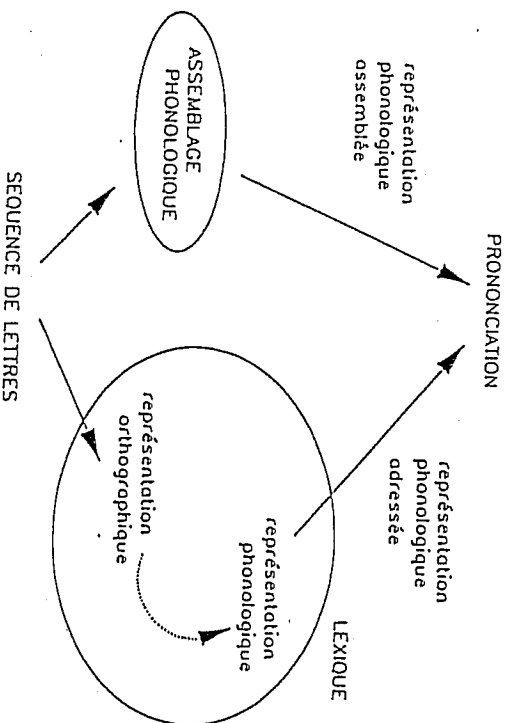 PRONONCIATION
représentation
phonologique
assemblée
représentation
phonologique
adressée
ASSEMBLAGE
PHONOLOGIQUE
LEXIQUE
représentation
phonologique
représentation
orthographique
SEQUENCE DE LETTRES